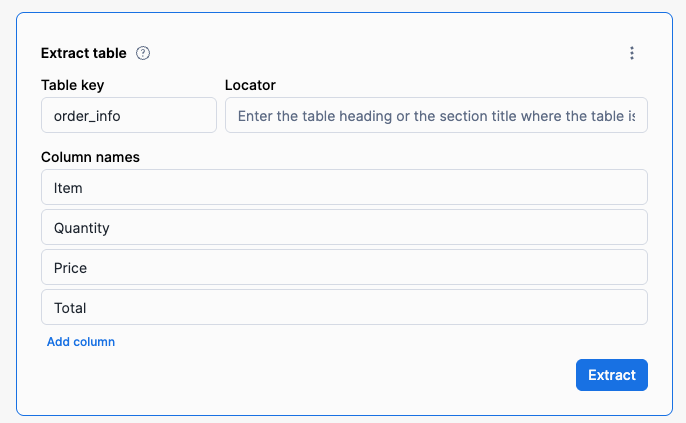 Extract table ?
Table key Locator
order_info Enter the table heading or the section title where the table is
Column names
Item
Quantity
Price
Total
Add column
Extract